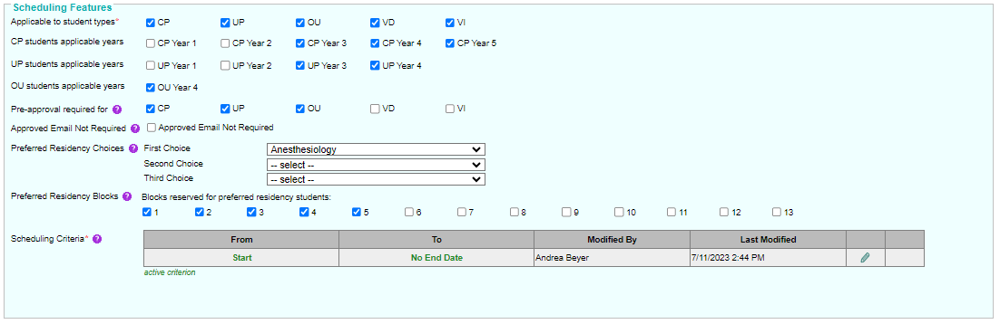 Scheduling Features
Applicable to student types* CP UP OU VD VI
CP students applicable years CP Year 1 CP Year 2 CP Year 3 CP Year 4 CP Year 5
UP students applicable years UP Year 1 UP Year 2 UP Year 3 UP Year 4
OU students applicable years OU Year 4
Pre-approval required for ? CP UP OU VD VI
Approved Email Not Required ? Approved Email Not Required
Preferred Residency Choices ? First Choice Anesthesiology
Second Choice -- select --
Third Choice -- select --
Preferred Residency Blocks ? Blocks reserved for preferred residency students:
1 2 3 4 5 6 7 8 9 10 11 12 13
Scheduling Criteria* ? From To Modified By Last Modified
Start No End Date Andrea Beyer 7/11/2023 2:44 PM
active criterion